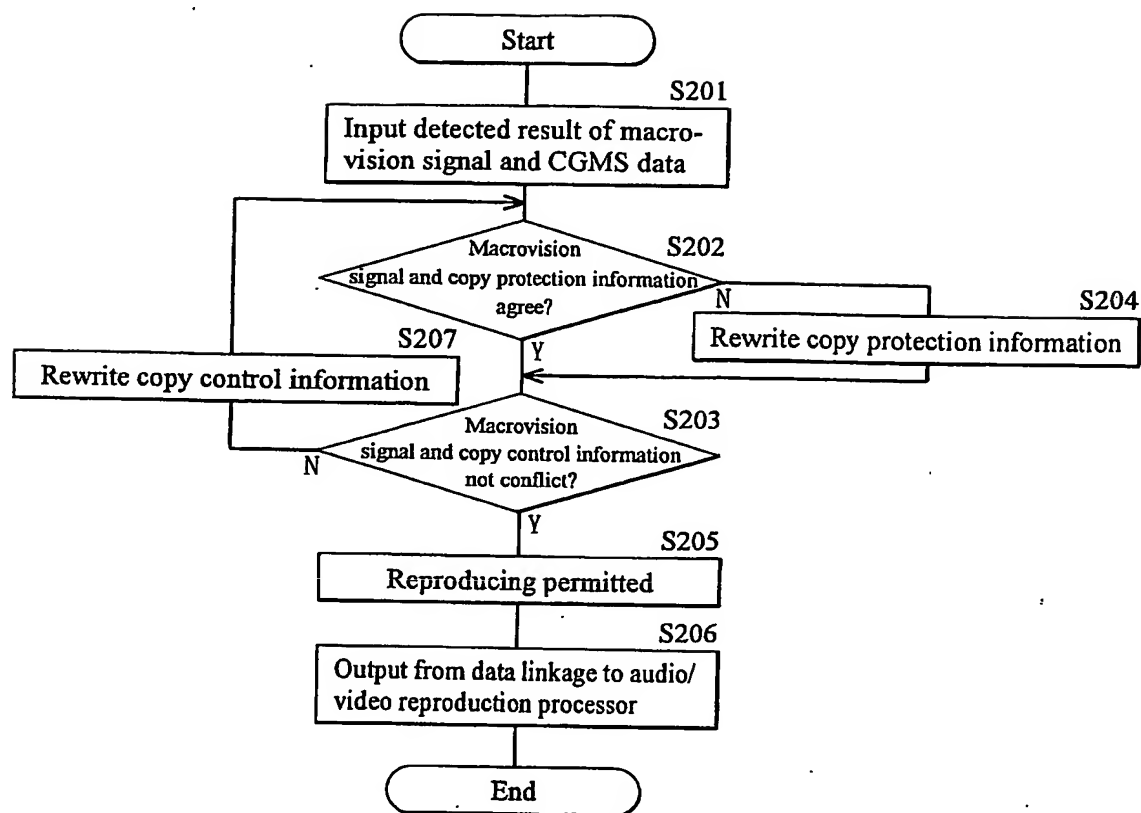 Start
S201
Input detected result of macro-
vision signal and CGMS data
S202
Macrovision
signal and copy protection information
agree?
N
Y
S204
Rewrite copy protection information
S207
Rewrite copy control information
S203
Macrovision
signal and copy control information
not conflict?
N
Y
S205
Reproducing permitted
S206
Output from data linkage to audio/
video reproduction processor
End